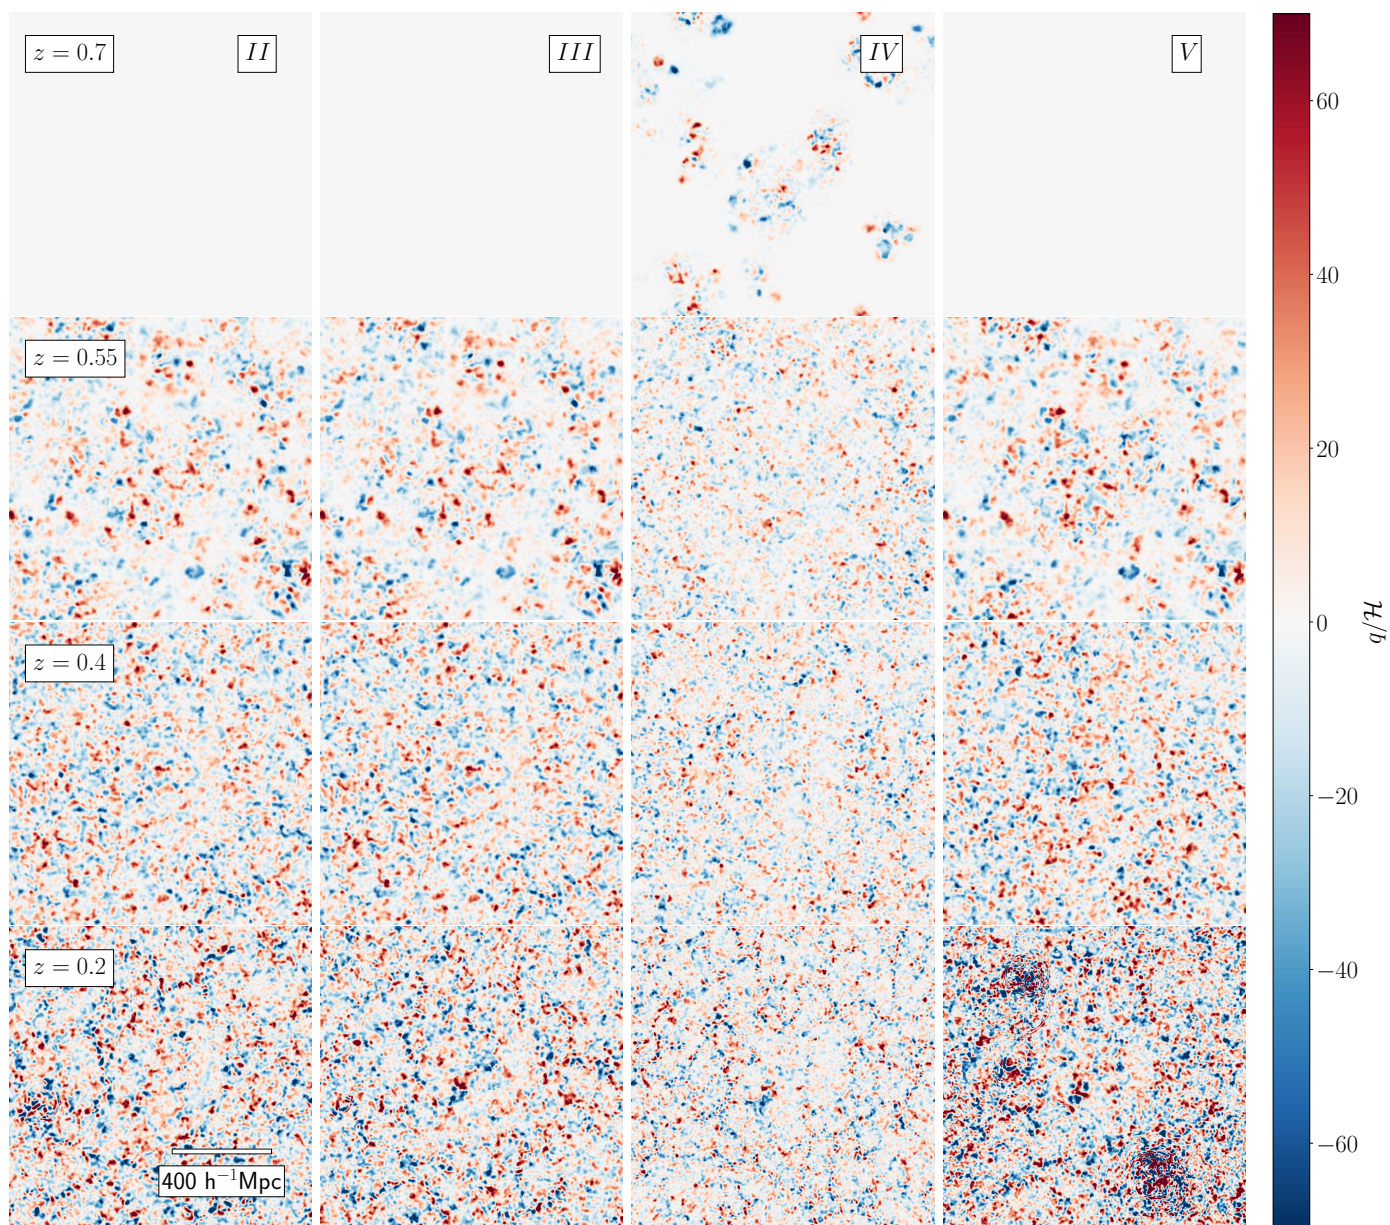 z = 0.7
II
III
IV
V
z = 0.55
z = 0.4
z = 0.2
400 h⁻¹Mpc
60
40
20
0
−20
−40
−60
ℋ/b